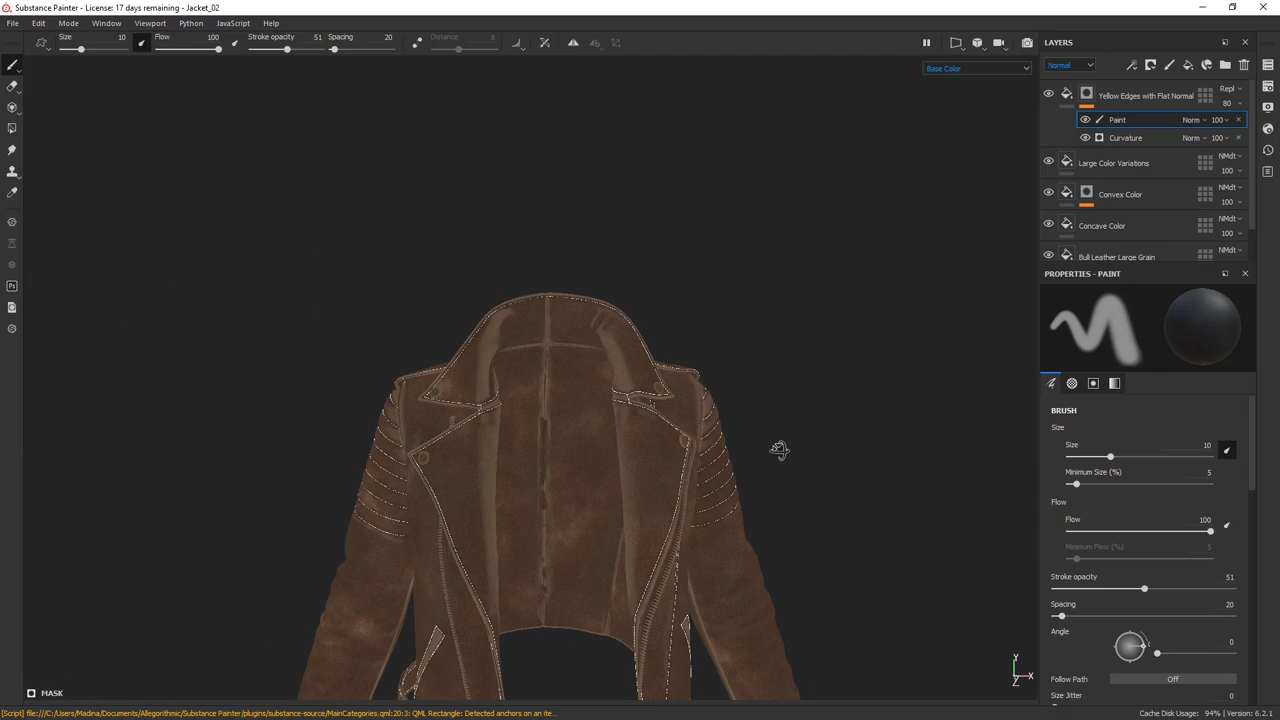 Substance Painter - License: 17 days remaining - Jacket_02
File Edit Mode Window Viewport Python JavaScript Help
Size 10 Flow 100 Stroke opacity 51 Spacing 20 Distance 8
Base Color
LAYERS
Normal
Yellow Edges with Flat Normal Repl 80
Paint Norm 100
Curvature Norm 100
Large Color Variations NMdt 100
Convex Color NMdt 100
Concave Color NMdt 100
Bull Leather Large Grain NMdt
PROPERTIES - PAINT
BRUSH
Size
Size 10
Minimum Size (%) 5
Flow
Flow 100
Minimum Flow (%) 5
Stroke opacity 51
Spacing 20
Angle 0
Follow Path Off
Size Jitter 0
Ps
Y
X
Z
MASK
[Script] file:///C:/Users/Madina/Documents/Allegorithmic/Substance Painter/plugins/substance-source/MainCategories.qml:20:3: QML Rectangle: Detected anchors on an ite...
Cache Disk Usage: 94% | Version: 6.2.1